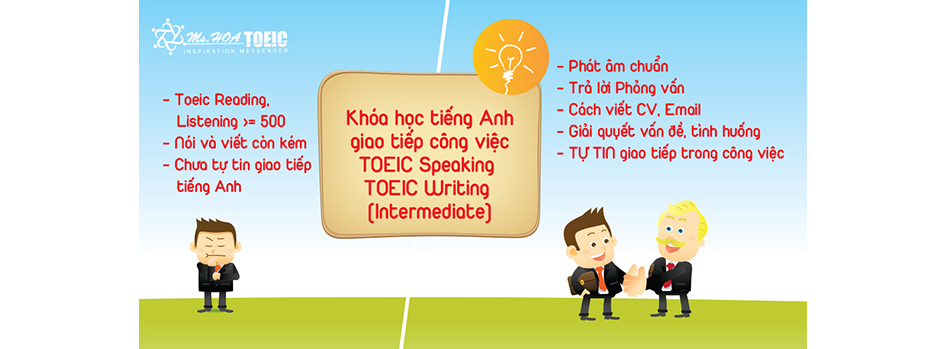 Ms.HOA TOEIC
INSPIRATION MESSENGER
- Toeic Reading,
Listening >= 500
- Nói và viết còn kém
- Chưa tự tin giao tiếp
tiếng Anh
Khóa học tiếng Anh
giao tiếp công việc
TOEIC Speaking
TOEIC Writing
(Intermediate)
- Phát âm chuẩn
- Trả lời Phỏng vấn
- Cách viết CV, Email
- Giải quyết vấn đề, tình huống
- TỰ TIN giao tiếp trong công việc